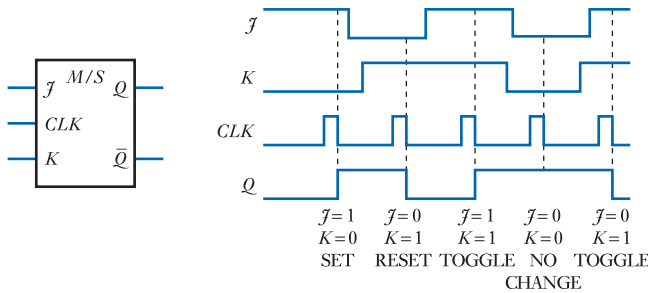 M/S
J Q
CLK
K Q̄
J
K
CLK
Q
J=1 J=0 J=1 J=0 J=0
K=0 K=1 K=1 K=0 K=1
SET RESET TOGGLE NO TOGGLE
CHANGE